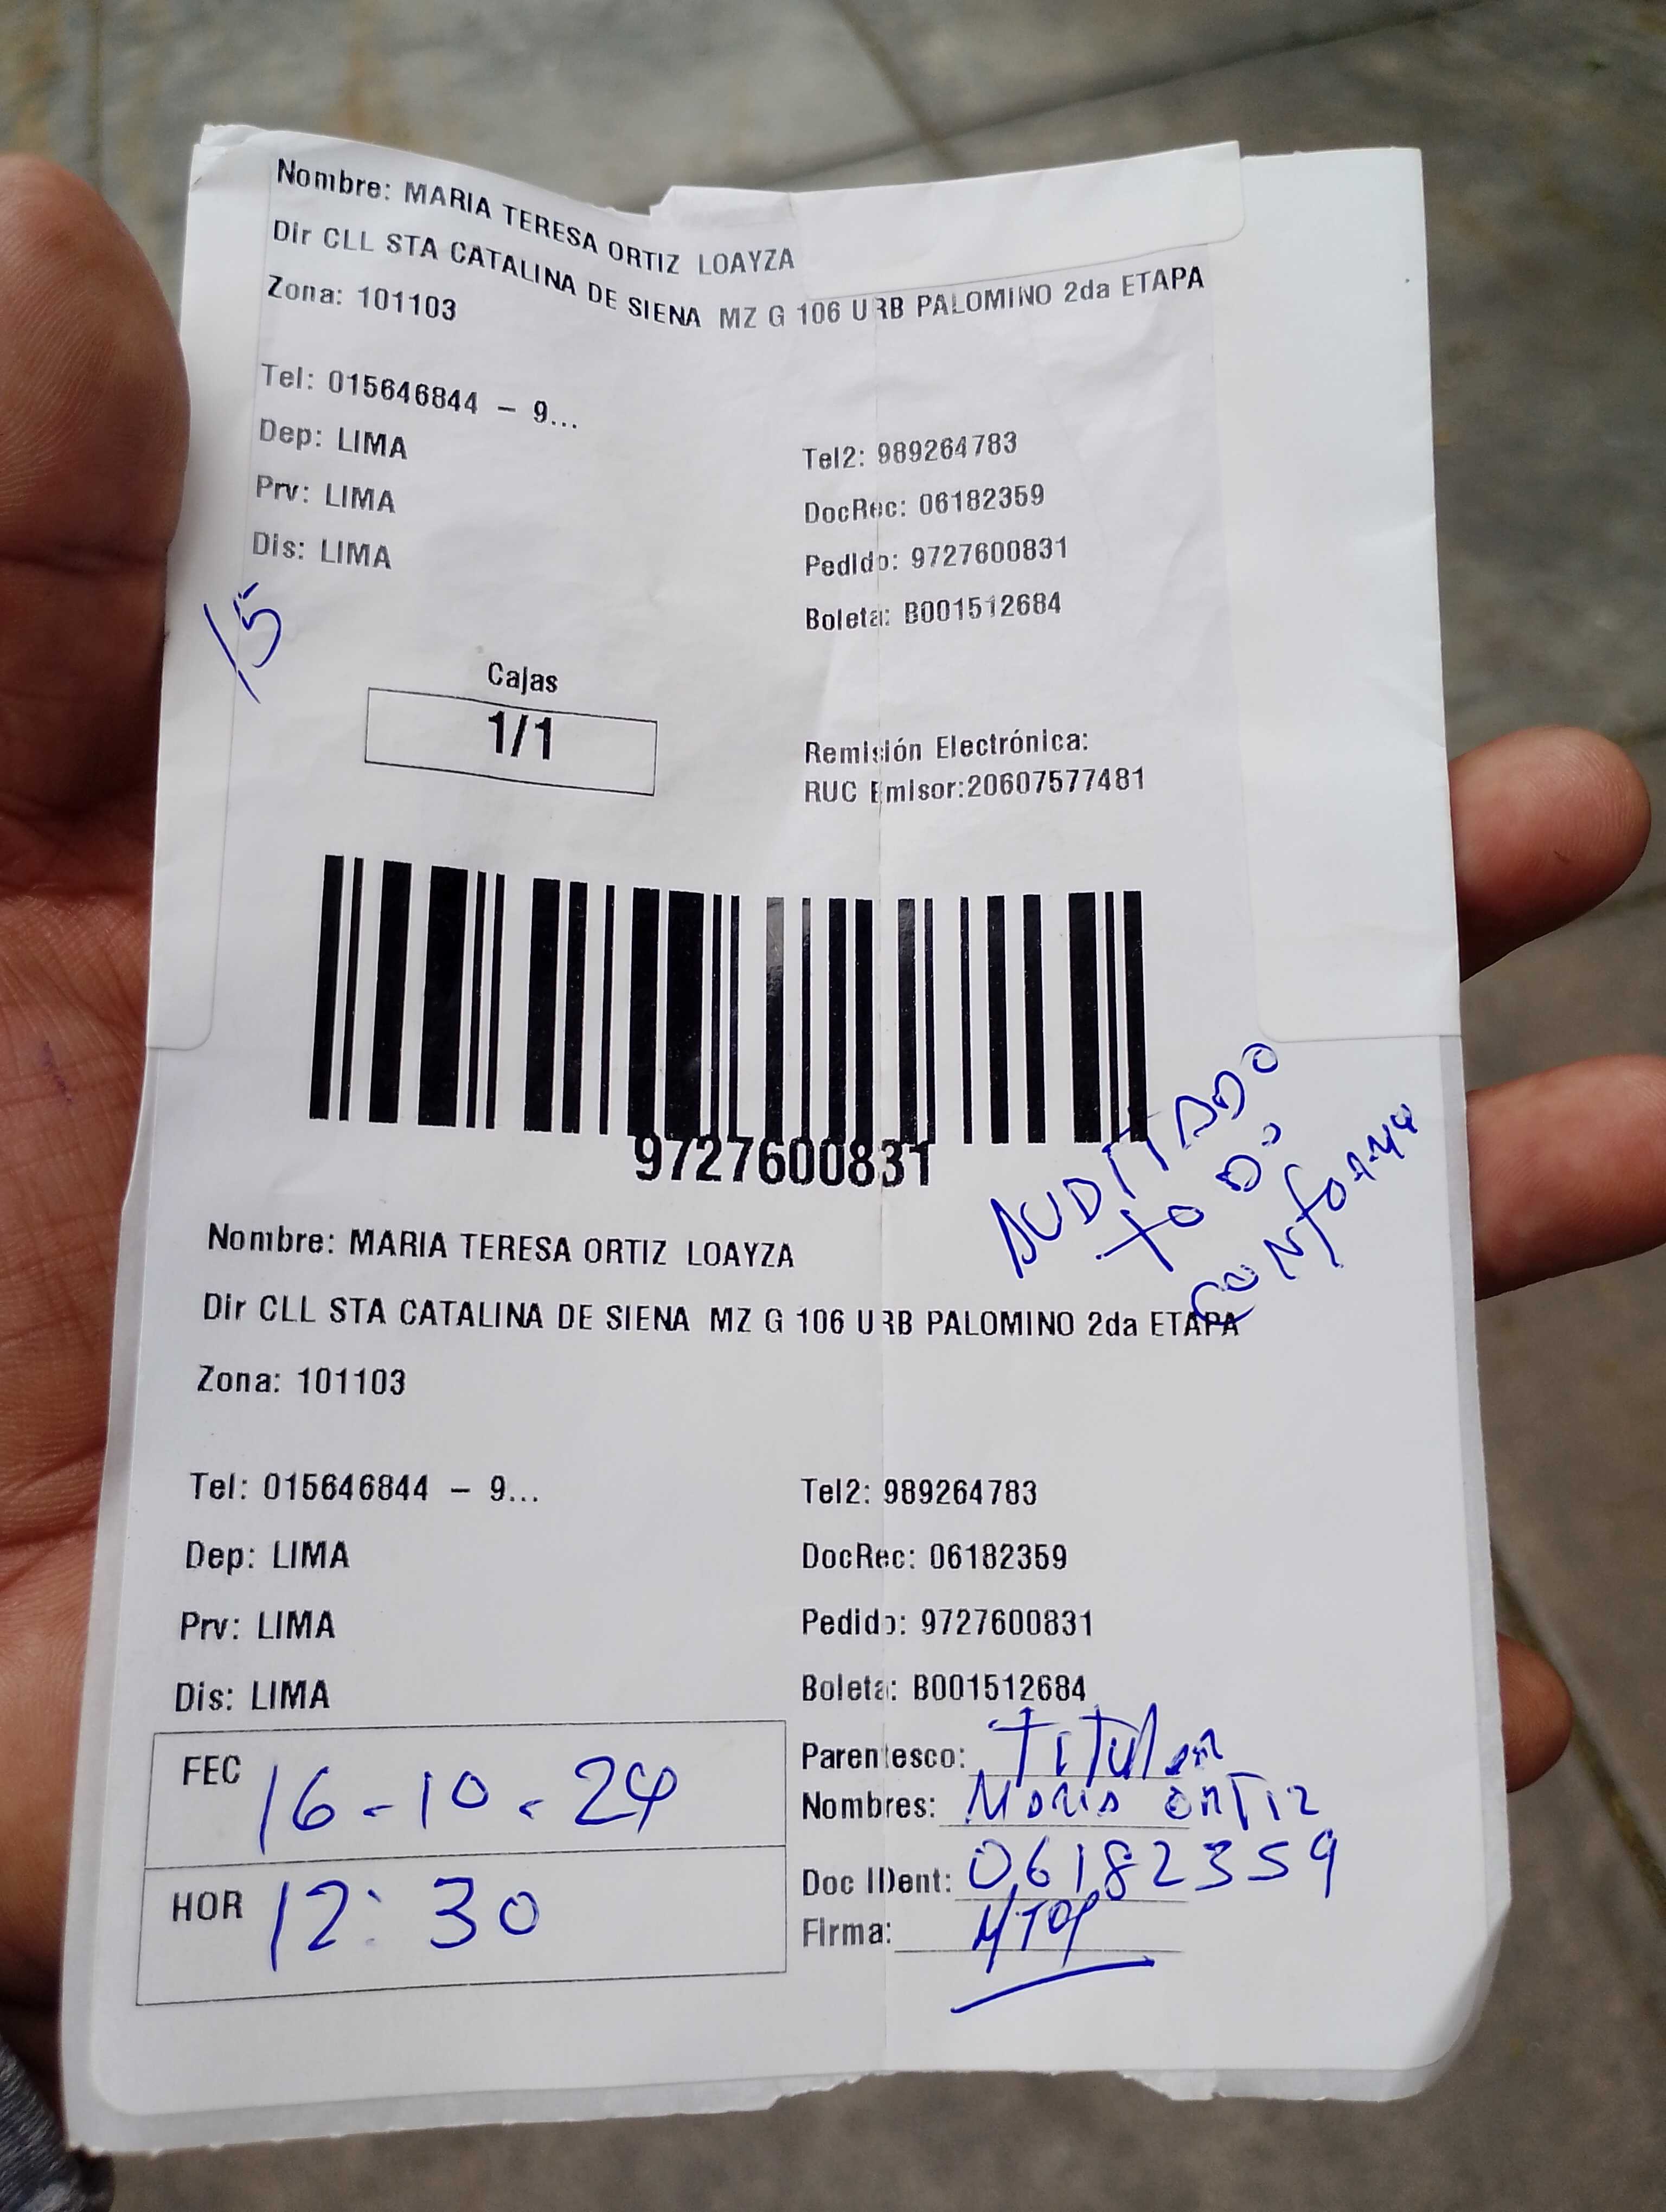 Nombre: MARIA TERESA ORTIZ LOAYZA
Dir CLL STA CATALINA DE SIENA MZ G 106 URB PALOMINO 2da ETAPA
Zona: 101103
Tel: 015646844 – 9...
Dep: LIMA
Prv: LIMA
Dis: LIMA
Tel2: 989264783
DocRec: 06182359
Pedido: 9727600831
Boleta: B001512684
15
Cajas
1/1
Remisión Electrónica:
RUC Emisor:20607577481
9727600831
AUDITADO
TODO
CONforme
Nombre: MARIA TERESA ORTIZ LOAYZA
Dir CLL STA CATALINA DE SIENA MZ G 106 URB PALOMINO 2da ETAPA
Zona: 101103
Tel: 015646844 – 9...
Dep: LIMA
Prv: LIMA
Dis: LIMA
Tel2: 989264783
DocRec: 06182359
Pedido: 9727600831
Boleta: B001512684
FEC 16-10-24
HOR 12:30
Parentesco: Titular
Nombres: Maria ORTIZ
Doc IDent: 06182359
Firma: